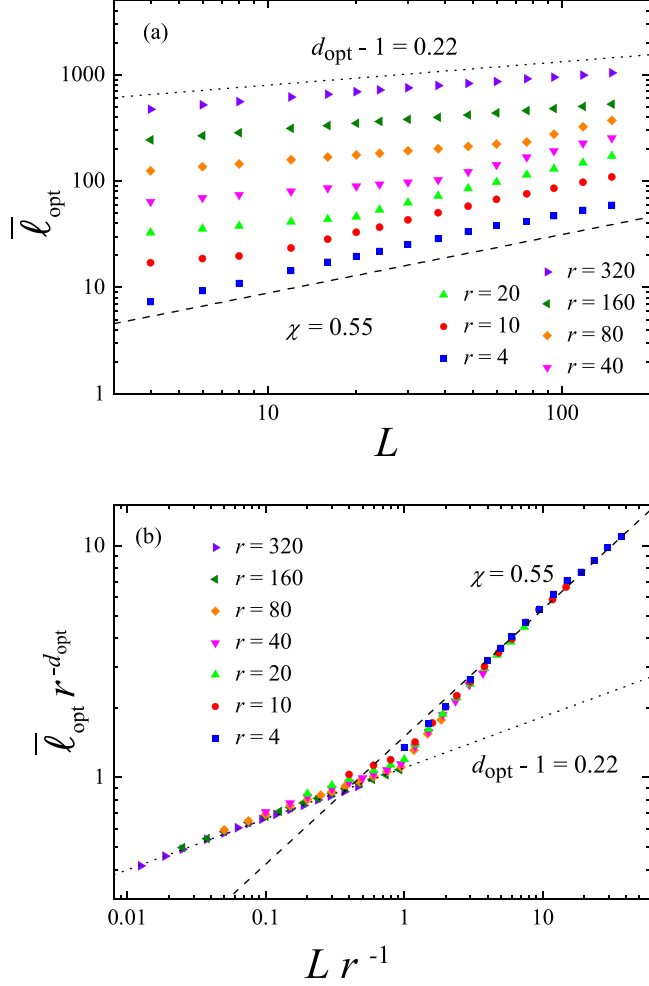 (a)
d_opt - 1 = 0.22
1000
100
10
1
ℓ̅_opt
χ = 0.55
r = 20
r = 10
r = 4
r = 320
r = 160
r = 80
r = 40
10
100
L
(b)
r = 320
r = 160
r = 80
r = 40
r = 20
r = 10
r = 4
χ = 0.55
d_opt - 1 = 0.22
10
1
ℓ̅_opt r^{-d_opt}
0.01
0.1
1
10
L r^{-1}